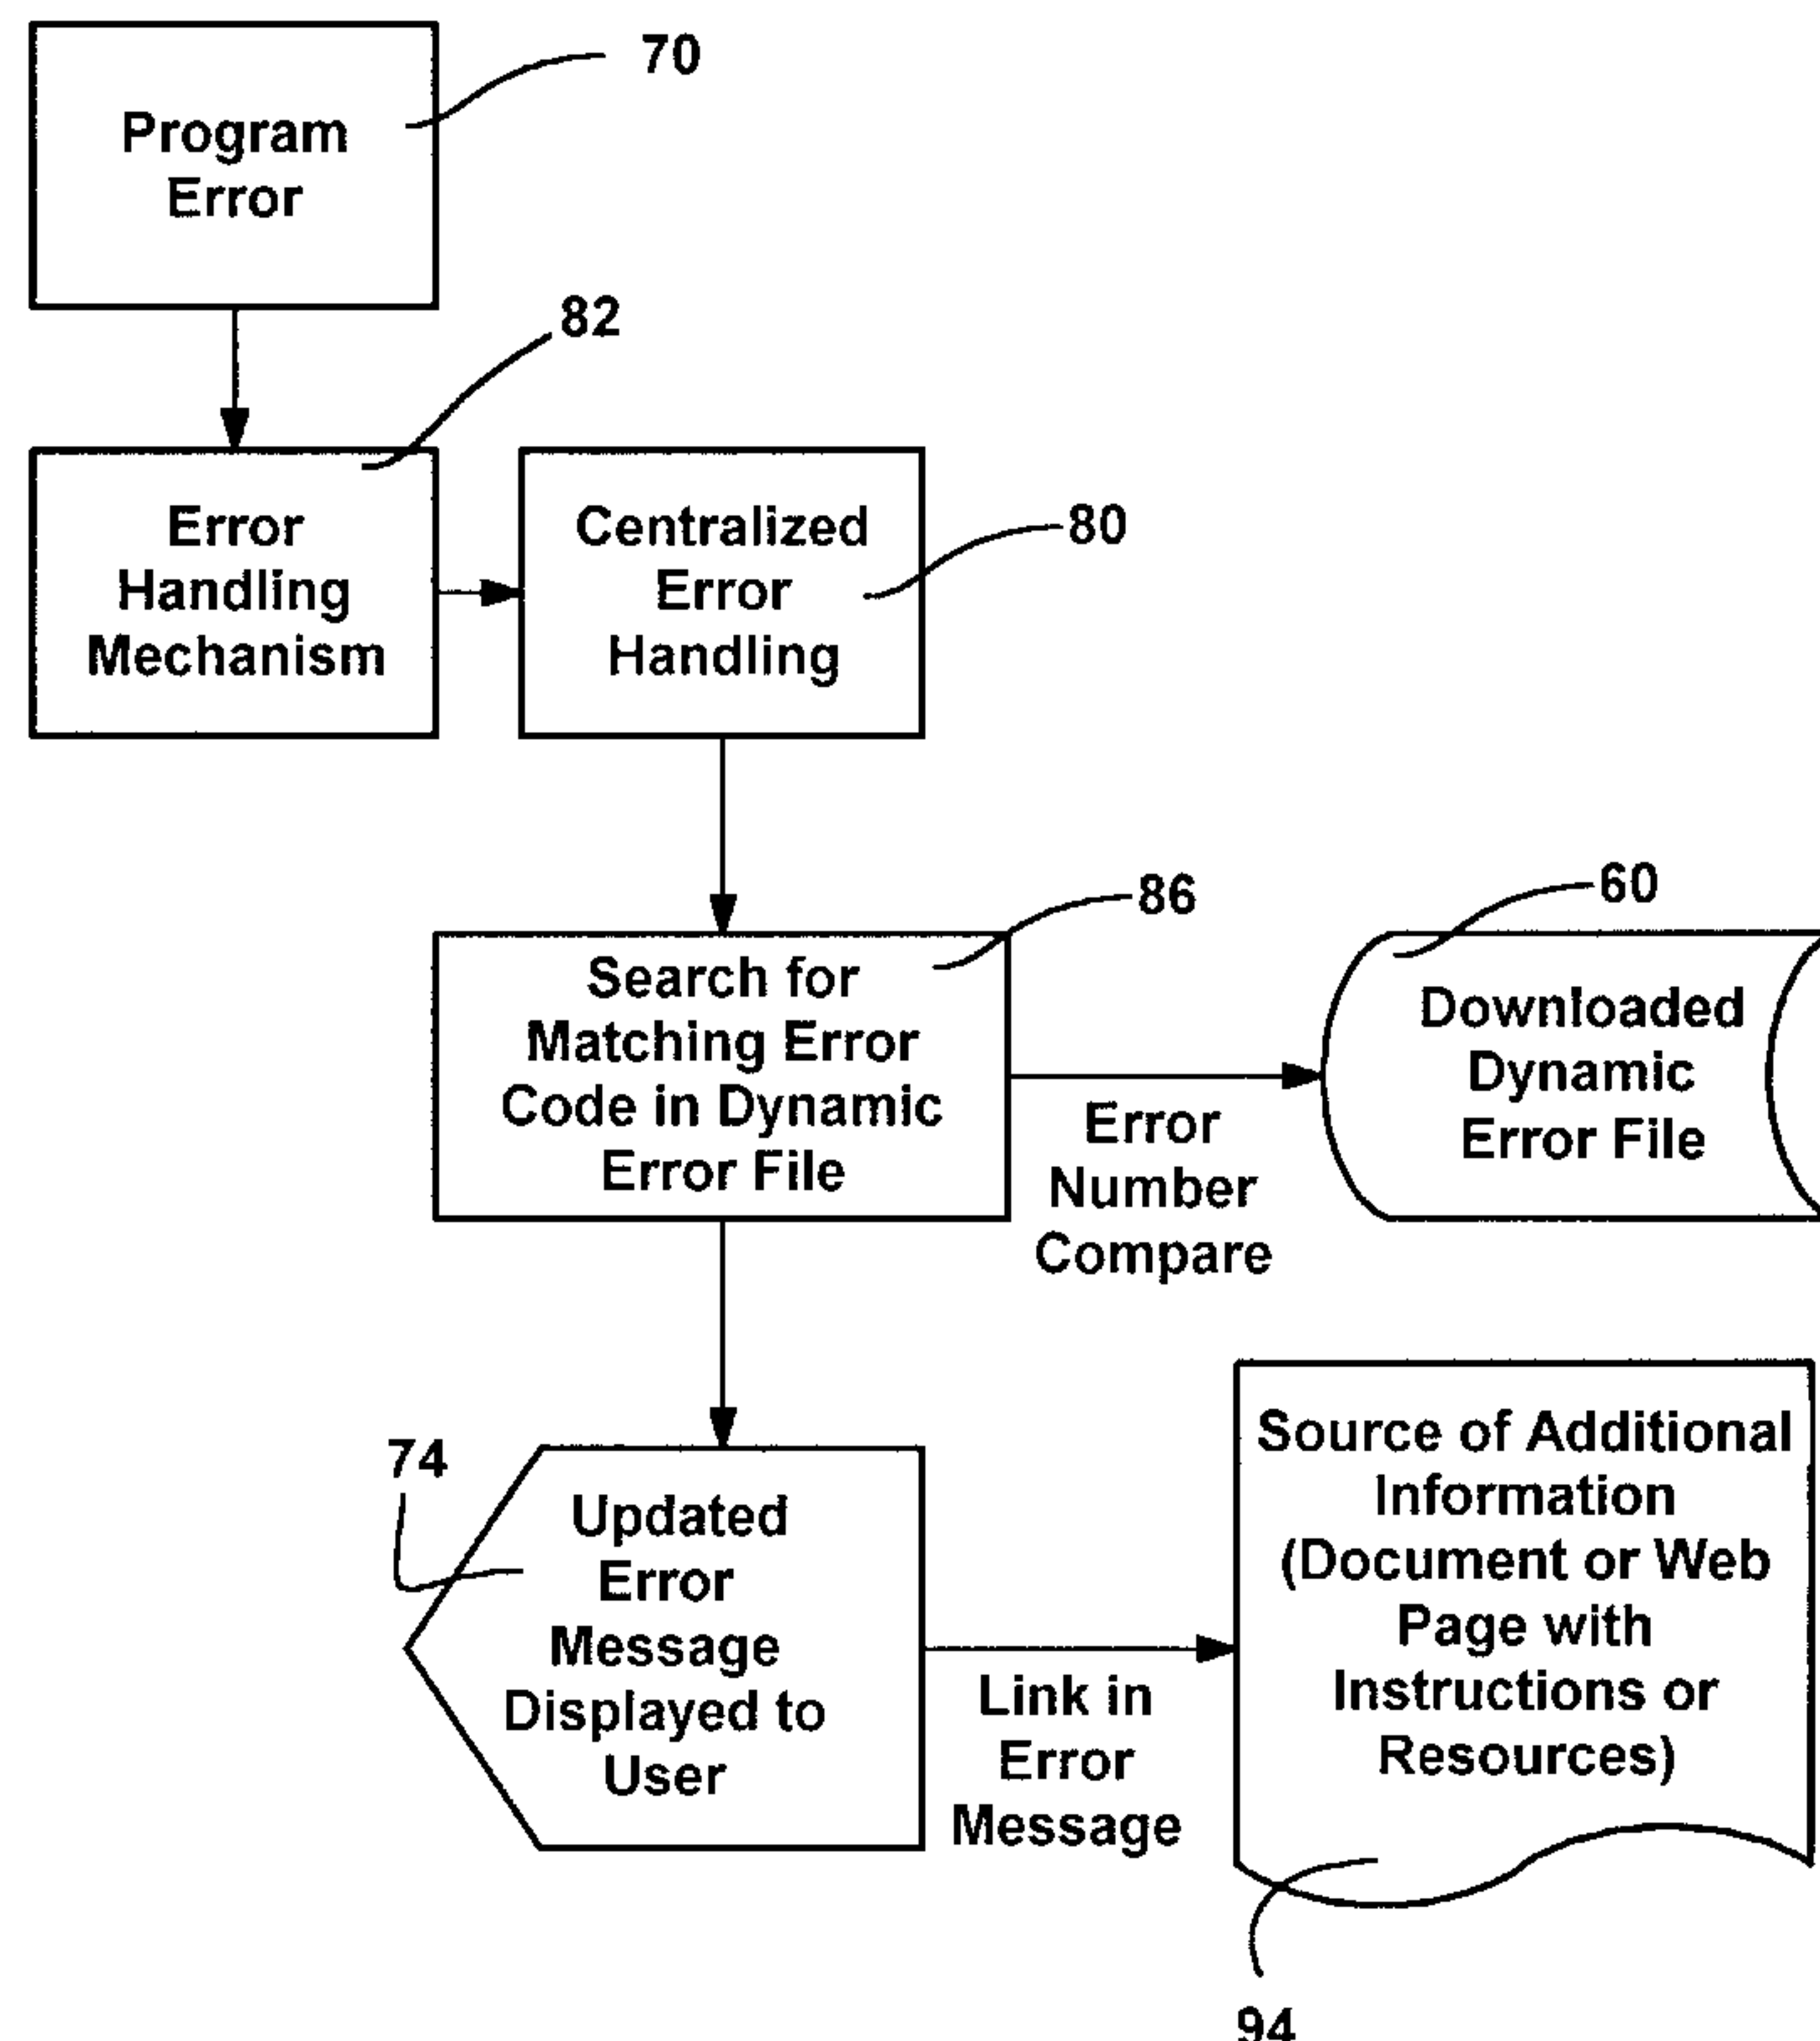 70
Program
Error
82
Error
Handling
Mechanism
Centralized
Error
Handling
80
86
Search for
Matching Error
Code in Dynamic
Error File
Error
Number
Compare
60
Downloaded
Dynamic
Error File
74
Updated
Error
Message
Displayed to
User
Link in
Error
Message
Source of Additional
Information
(Document or Web
Page with
Instructions or
Resources)
94